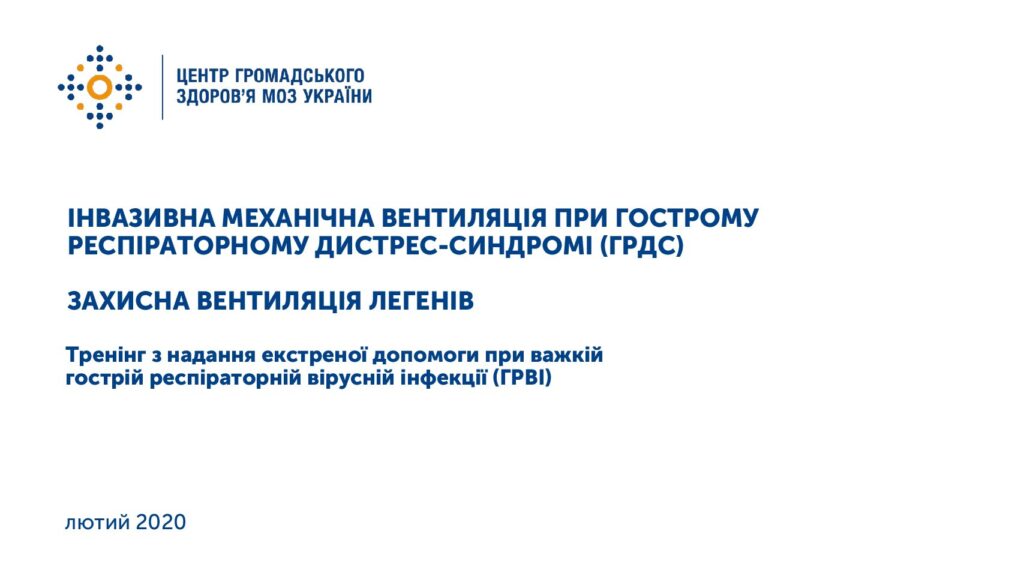 ЦЕНТР ГРОМАДСЬКОГО
ЗДОРОВ'Я МОЗ УКРАЇНИ
ІНВАЗИВНА МЕХАНІЧНА ВЕНТИЛЯЦІЯ ПРИ ГОСТРОМУ
РЕСПІРАТОРНОМУ ДИСТРЕС-СИНДРОМІ (ГРДС)
ЗАХИСНА ВЕНТИЛЯЦІЯ ЛЕГЕНІВ
Тренінг з надання екстреної допомоги при важкій
гострій респіраторній вірусній інфекції (ГРВІ)
лютий 2020